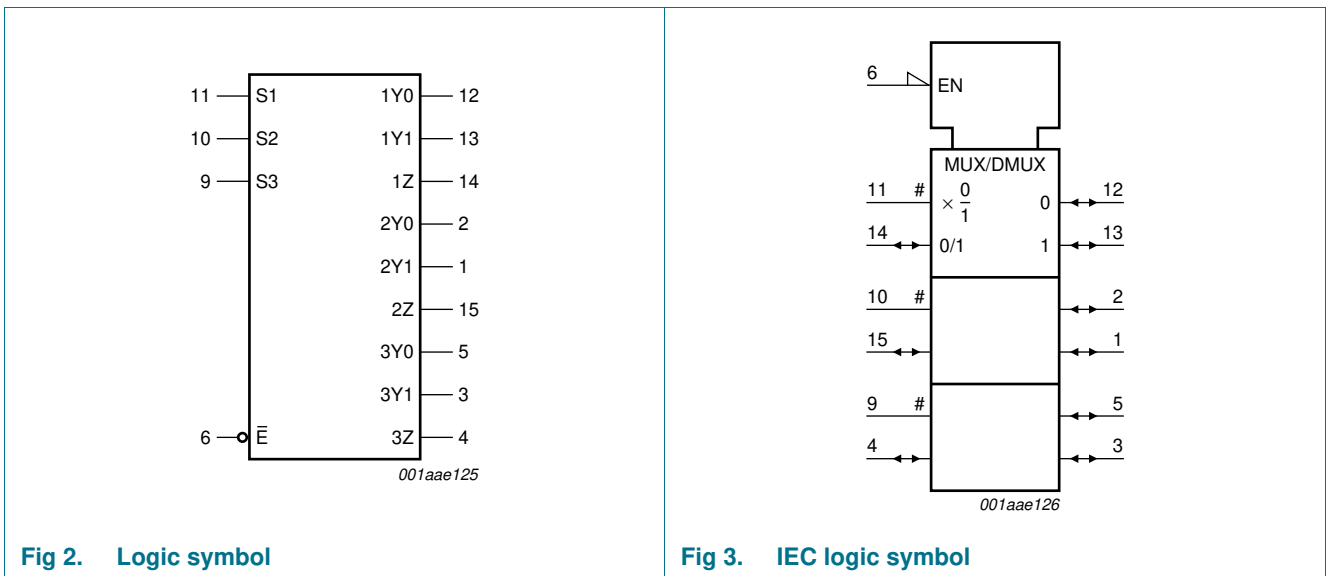 11 S1 1Y0 12
10 S2 1Y1 13
9 S3 1Z 14
2Y0 2
2Y1 1
2Z 15
3Y0 5
3Y1 3
6 E̅ 3Z 4
001aae125
Fig 2. Logic symbol
6 EN
MUX/DMUX
11 # × 0/1 0 12
14 0/1 1 13
10 # 2
15 1
9 # 5
4 3
001aae126
Fig 3. IEC logic symbol